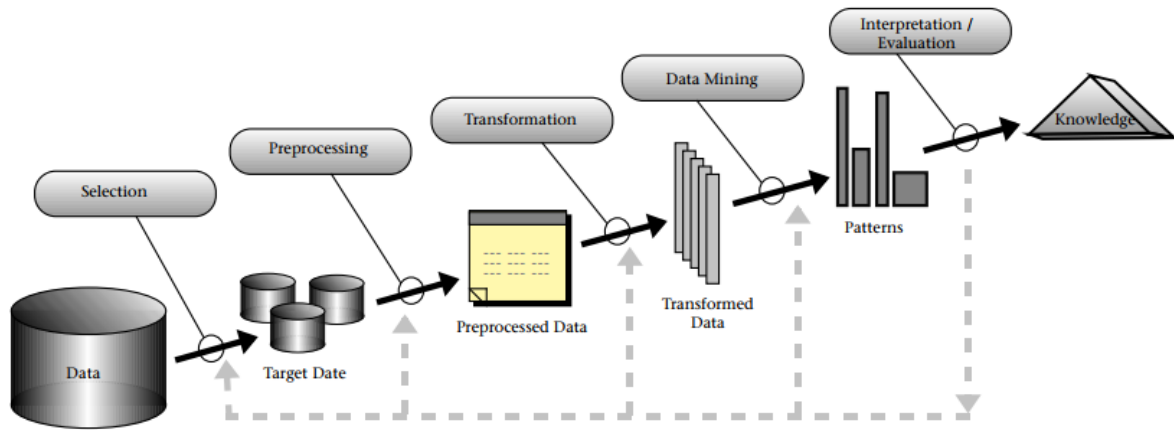 Interpretation /
Evaluation
Data Mining
Transformation
Preprocessing
Selection
Data
Target Date
Preprocessed Data
Transformed
Data
Patterns
Knowledge